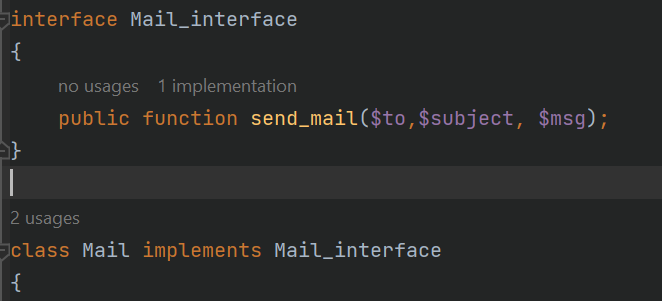 interface Mail_interface
{
no usages 1 implementation
public function send_mail($to,$subject, $msg);
}
2 usages
class Mail implements Mail_interface
{